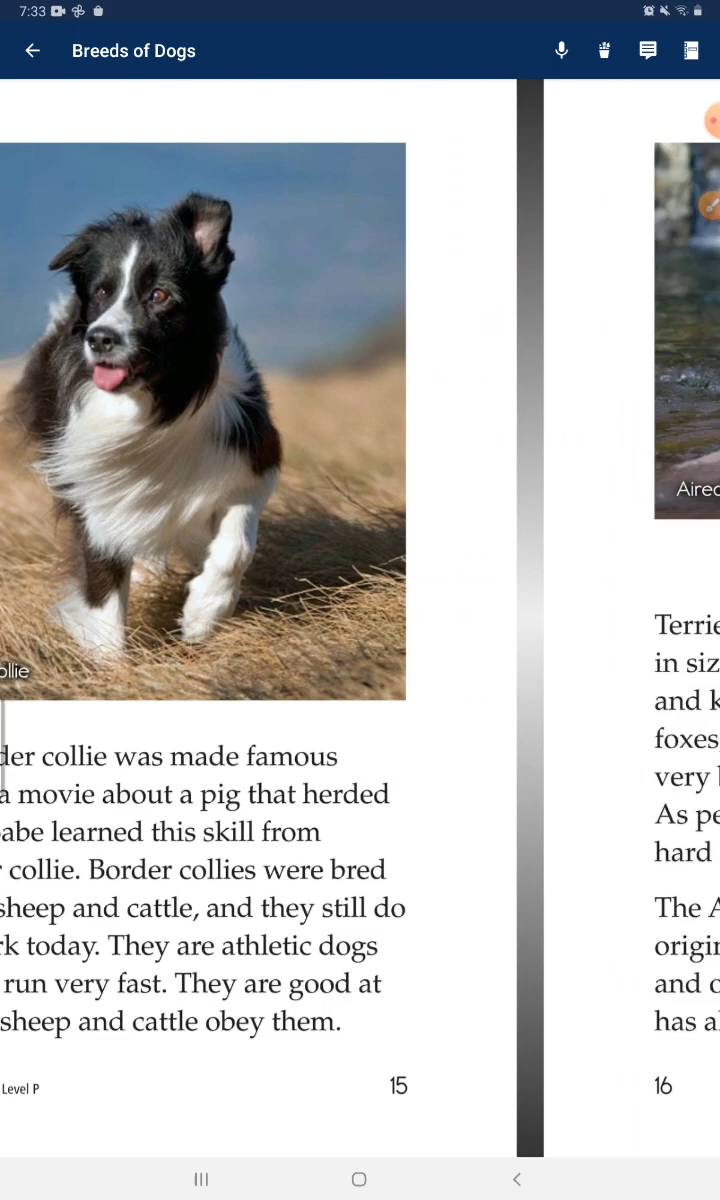 7:33
Breeds of Dogs
ollie
der collie was made famous
a movie about a pig that herded
abe learned this skill from
r collie. Border collies were bred
sheep and cattle, and they still do
rk today. They are athletic dogs
run very fast. They are good at
sheep and cattle obey them.
Level P
15
Aired
Terrie
in siz
and k
foxes,
very l
As pe
hard
The A
origin
and o
has al
16